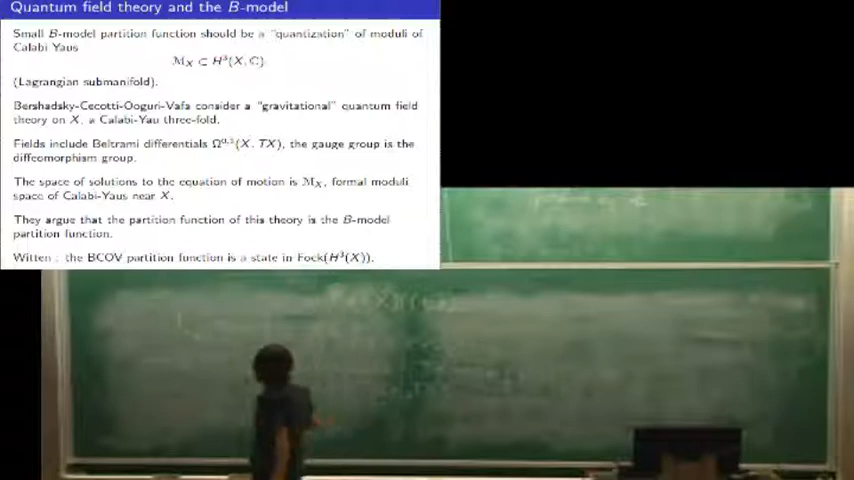 Quantum field theory and the B-model
Small B-model partition function should be a "quantization" of moduli of
Calabi Yaus
M_X ⊂ H³(X, C).
(Lagrangian submanifold).
Bershadsky-Cecotti-Ooguri-Vafa consider a "gravitational" quantum field
theory on X, a Calabi-Yau three-fold.
Fields include Beltrami differentials Ω⁰,¹(X, TX), the gauge group is the
diffeomorphism group.
The space of solutions to the equation of motion is M_X, formal moduli
space of Calabi-Yaus near X.
They argue that the partition function of this theory is the B-model
partition function.
Witten : the BCOV partition function is a state in Fock(H³(X)).